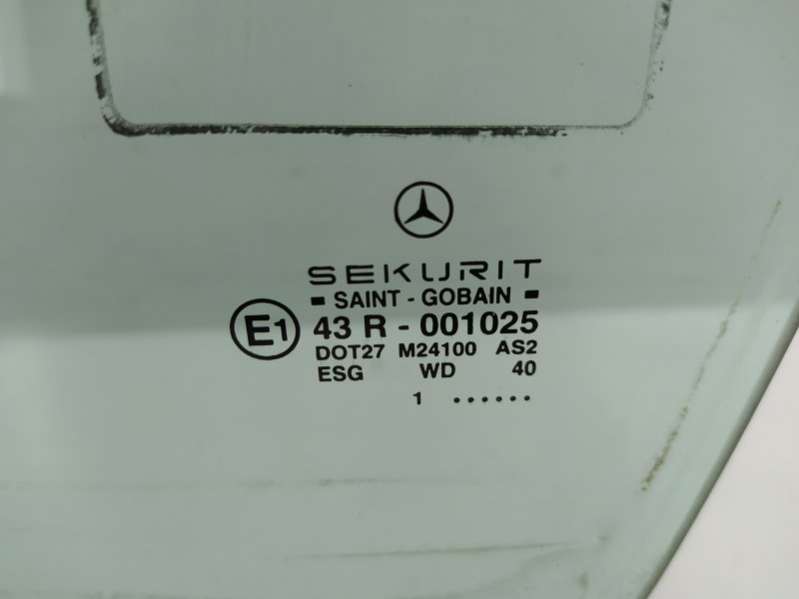 SEKURIT
SAINT - GOBAIN
E1 43 R - 001025
DOT27 M24100 AS2
ESG WD 40
1 ......